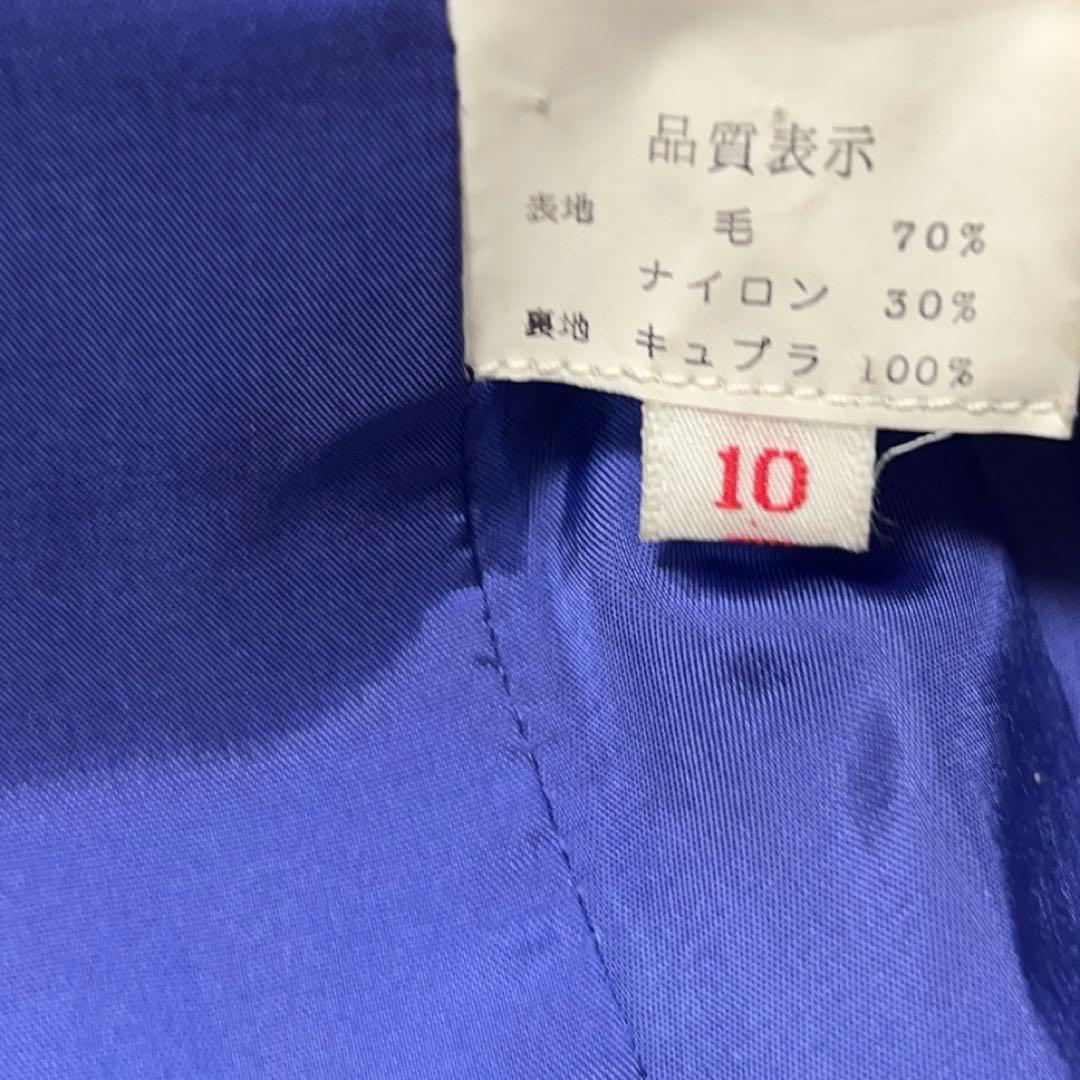 品質表示
表地 毛 70%
ナイロン 30%
裏地 キュプラ 100%
10